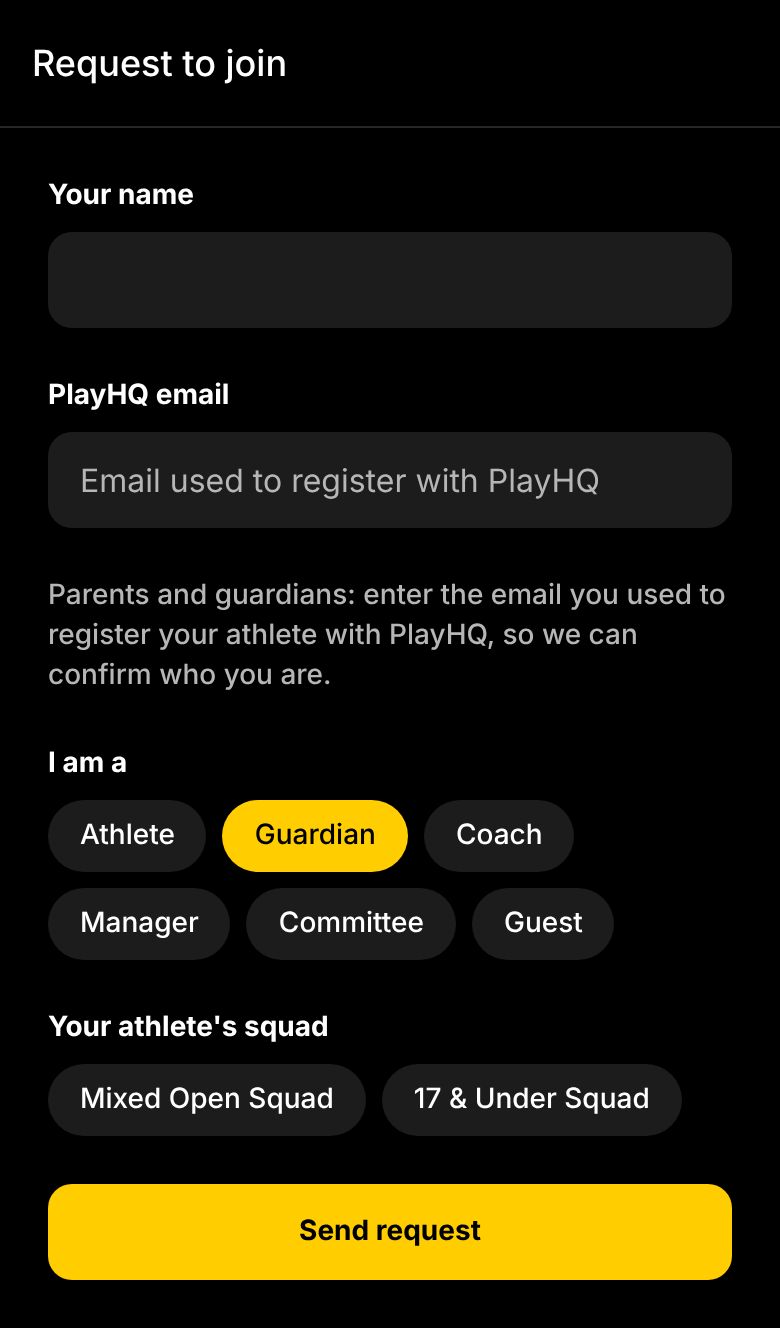 Request to join
Your name
PlayHQ email
Email used to register with PlayHQ
Parents and guardians: enter the email you used to
register your athlete with PlayHQ, so we can
confirm who you are.
I am a
Athlete Guardian Coach
Manager Committee Guest
Your athlete's squad
Mixed Open Squad 17 & Under Squad
Send request